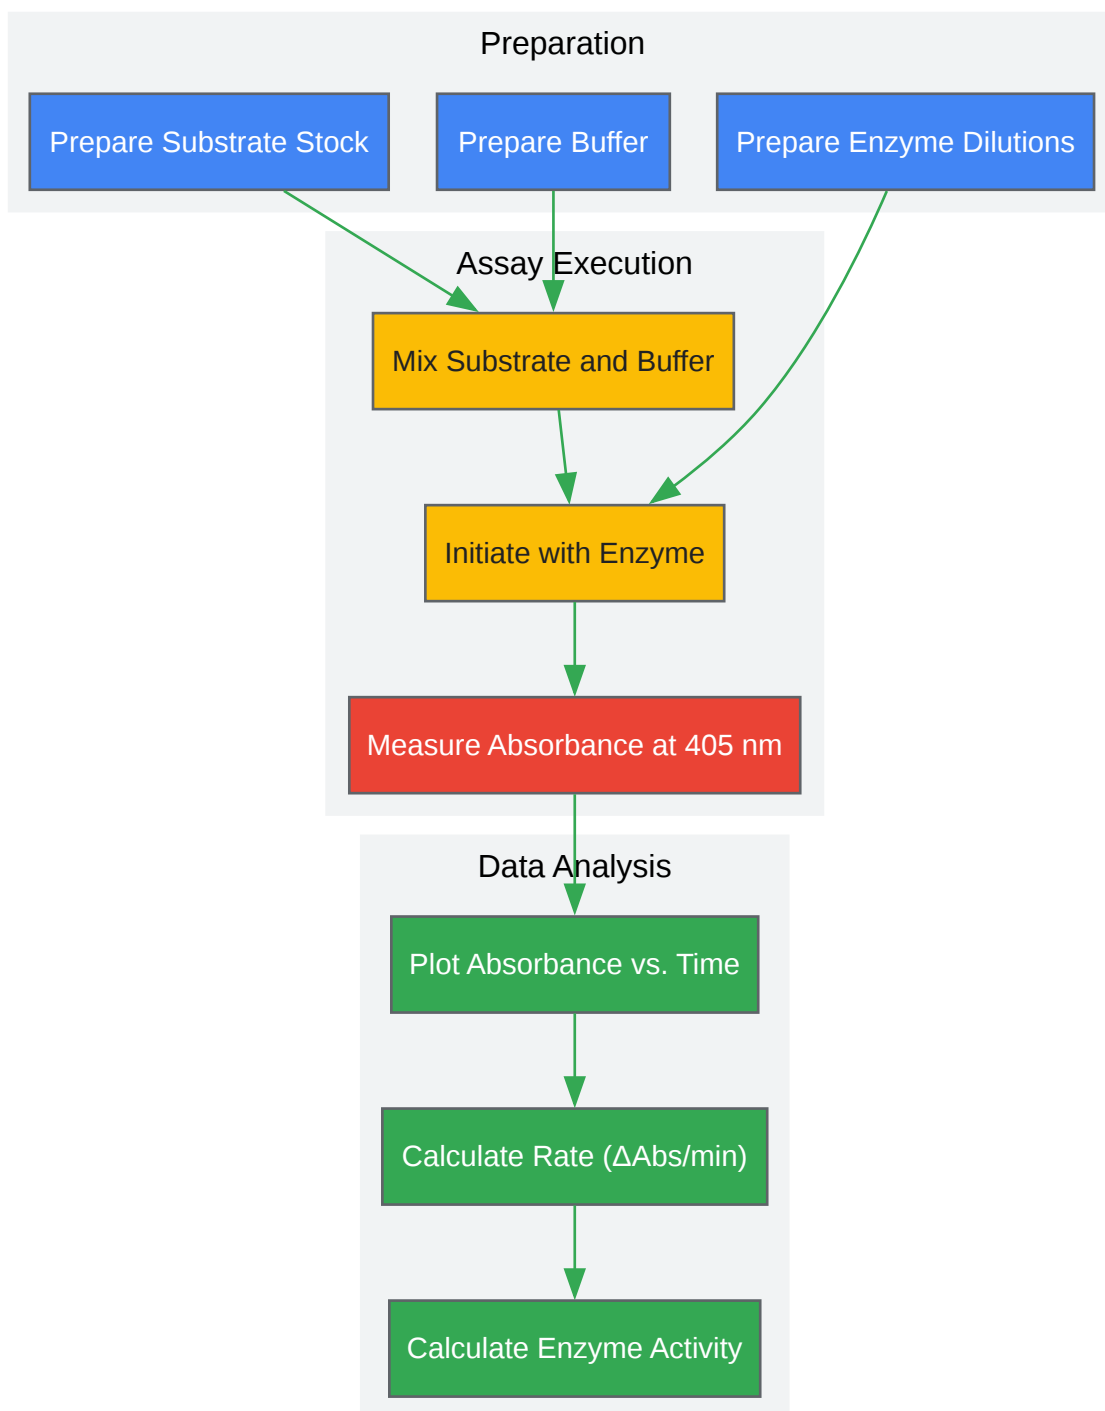 Preparation
Prepare Substrate Stock
Prepare Buffer
Prepare Enzyme Dilutions
Assay Execution
Mix Substrate and Buffer
Initiate with Enzyme
Measure Absorbance at 405 nm
Data Analysis
Plot Absorbance vs. Time
Calculate Rate (ΔAbs/min)
Calculate Enzyme Activity